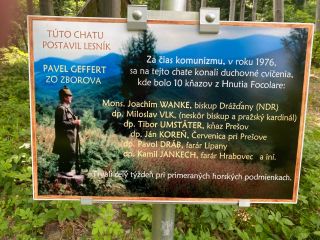 TÚTO CHATU
POSTAVIL LESNÍK
PAVEL GEFFERT
ZO ZBOROVA
Za čias komunizmu, v roku 1976,
sa na tejto chate konali duchovné cvičenia,
kde bolo 10 kňazov z Hnutia Focolare:
Mons. Joachim WANKE, biskup Drážďany (NDR)
dp. Miloslav VLK, (neskôr biskup a pražský kardinál)
dp. Tibor UMSTÄTER, kňaz Prešov
dp. Ján KOREŇ, Červenica pri Prešove
dp. Pavol DRÁB, farár Lipany
dp. Kamil JANKECH, farár Hrabovec a iní.
Trvali celý týždeň pri primeraných horských podmienkach.